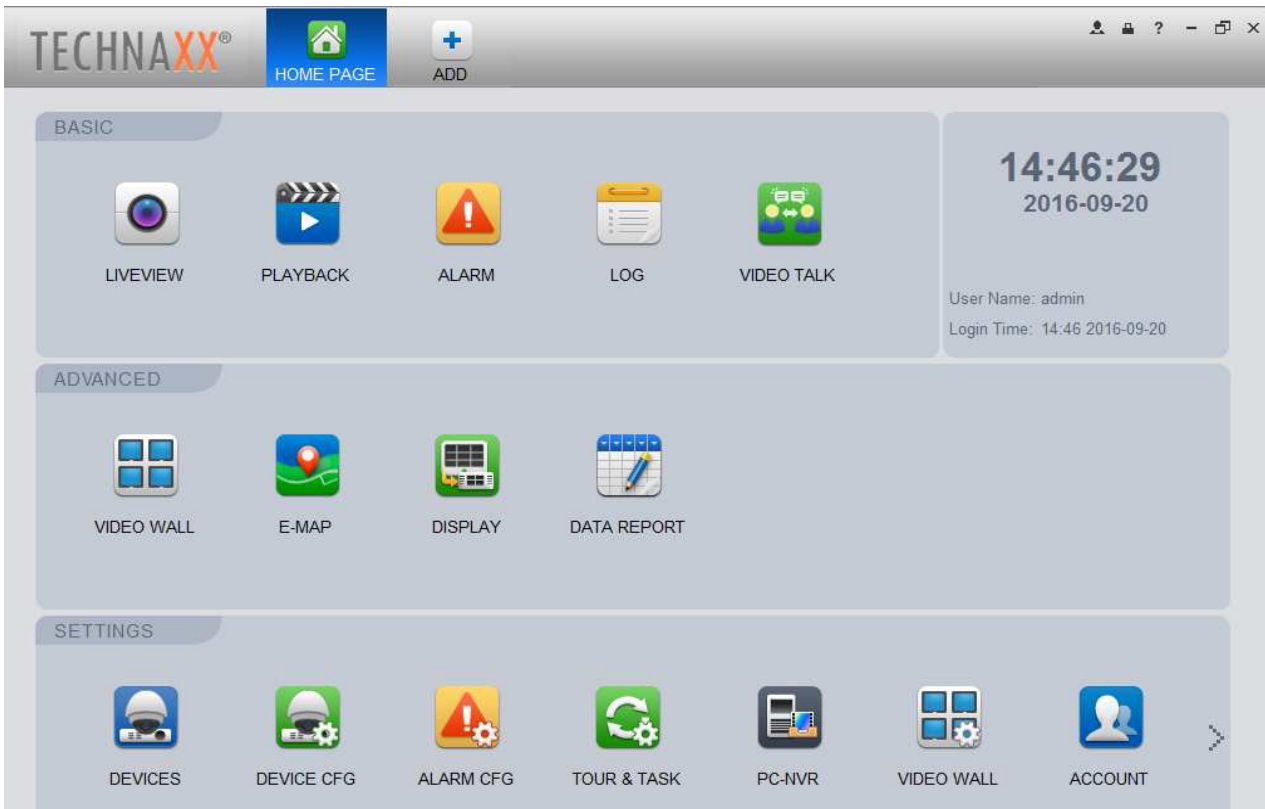 TECHNAXX®
HOME PAGE
ADD
?
BASIC
LIVEVIEW
PLAYBACK
ALARM
LOG
VIDEO TALK
14:46:29
2016-09-20
User Name: admin
Login Time: 14:46 2016-09-20
ADVANCED
VIDEO WALL
E-MAP
DISPLAY
DATA REPORT
SETTINGS
DEVICES
DEVICE CFG
ALARM CFG
TOUR & TASK
PC-NVR
VIDEO WALL
ACCOUNT